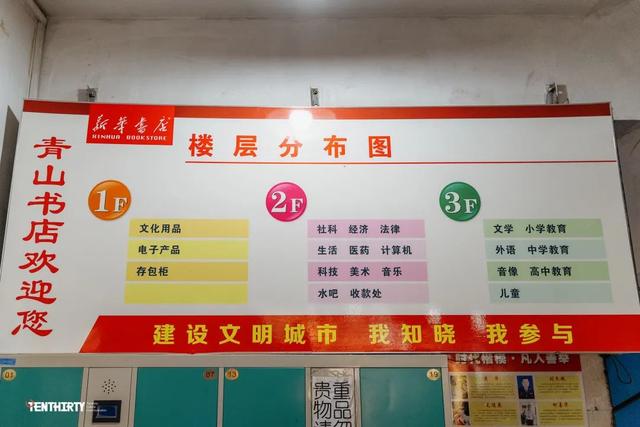 新华书店
XINHUA BOOKSTORE
楼层分布图
青山书店欢迎您
1F
文化用品
电子产品
存包柜
2F
社科 经济 法律
生活 医药 计算机
科技 美术 音乐
水吧 收款处
3F
文学 小学教育
外语 中学教育
音像 高中教育
儿童
建设文明城市 我知晓 我参与
01
07
13
19
贵重
物品
TENTHIRTY